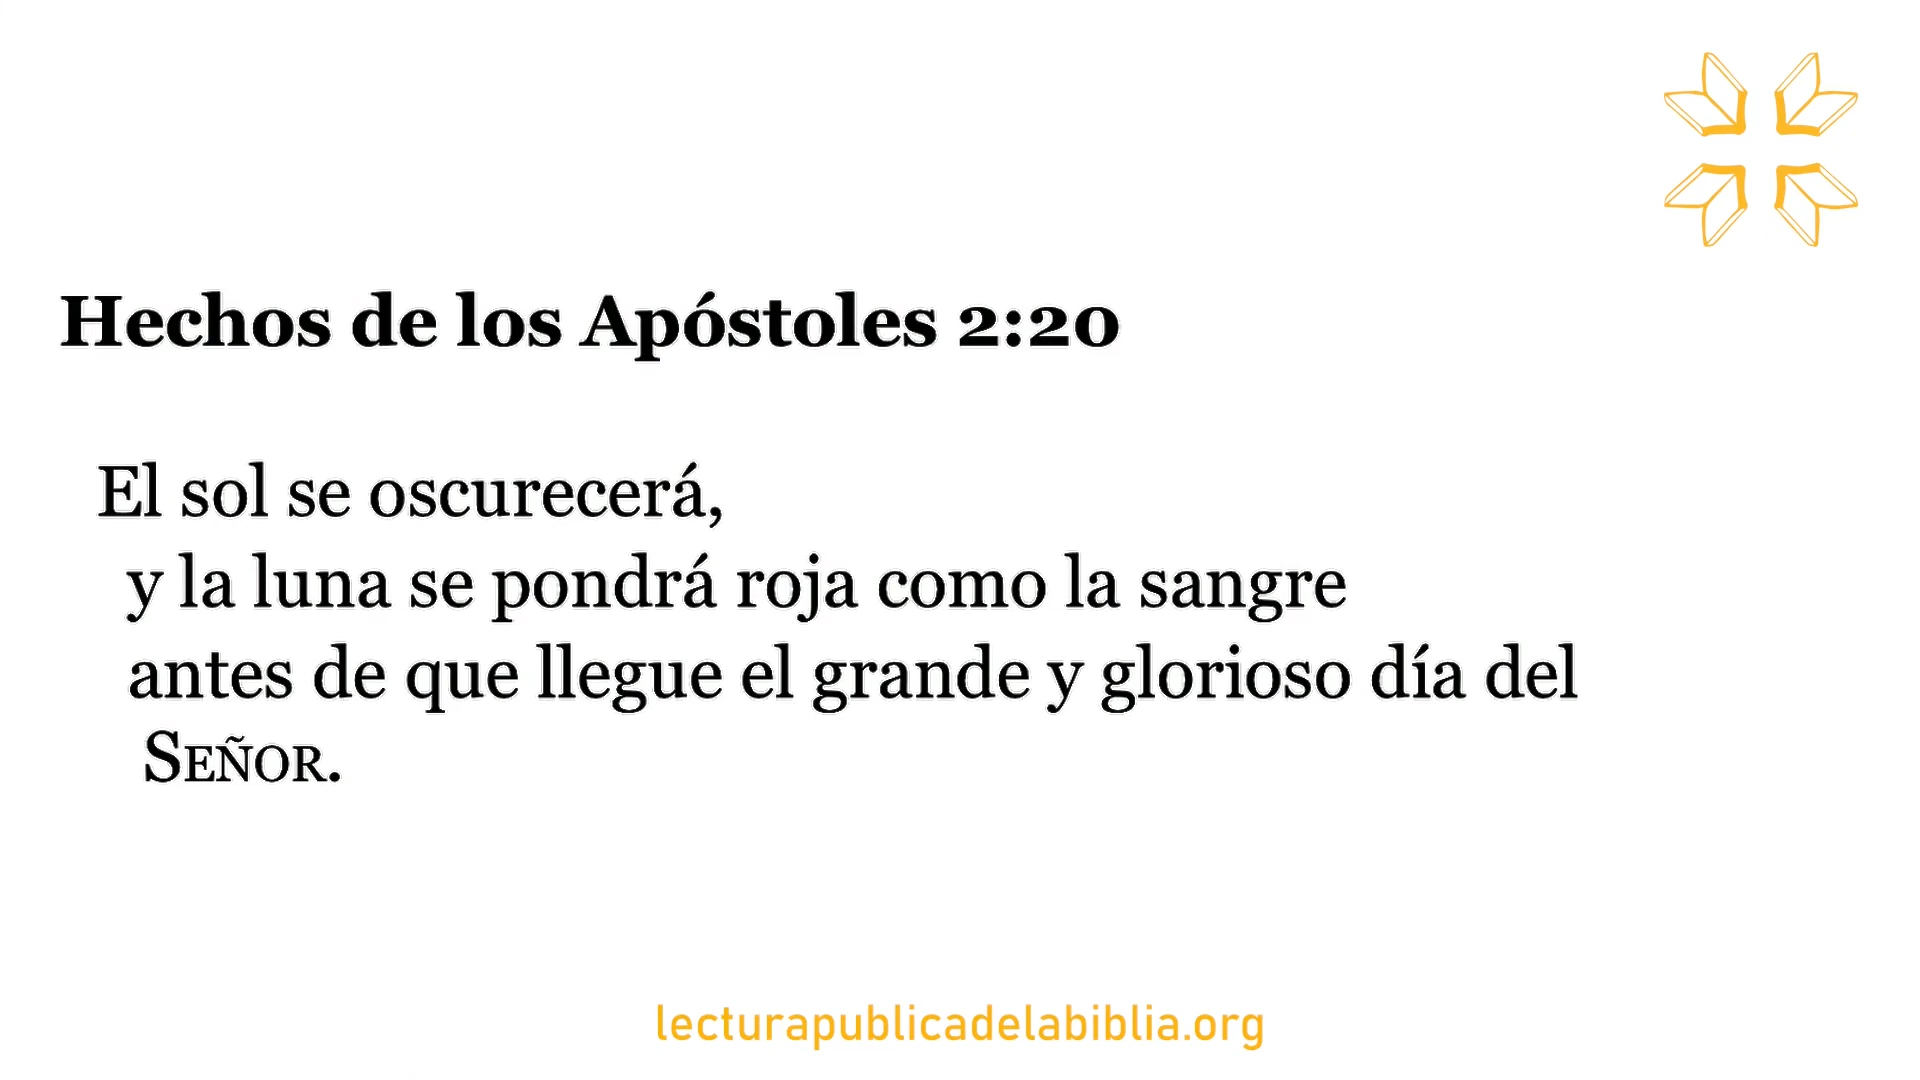 Hechos de los Apóstoles 2:20
El sol se oscurecerá,
y la luna se pondrá roja como la sangre
antes de que llegue el grande y glorioso día del
SEÑOR.
lecturapublicadelabiblia.org